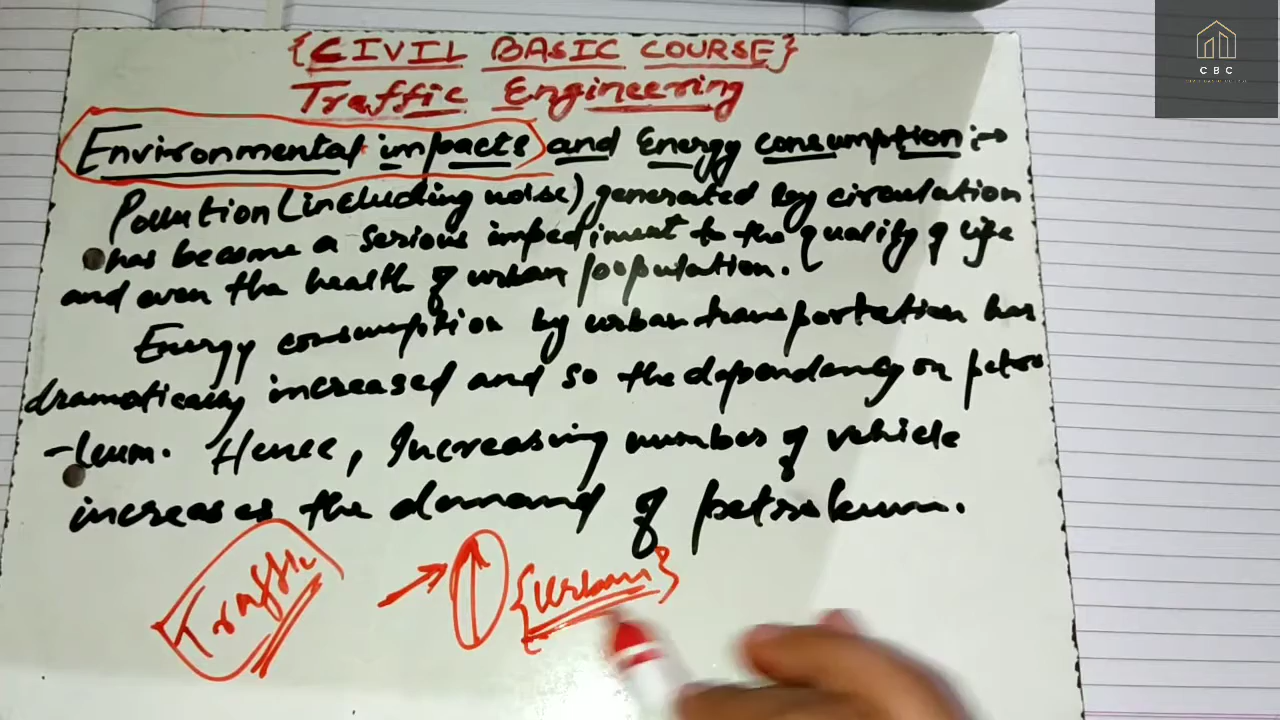 {CIVIL BASIC COURSE}
Traffic Engineering
Environmental impacts and Energy consumption :→
Pollution (including noise) generated by circulation
has become a serious impediment to the quality of life
and even the health of urban poopulation.
Energy consumption by urban transportation has
dramatically increased and so the dependency on petro
-leum. Hence, Increasing number of vehicle
increases the demand of petroleum.
Traffic → ↑ {Urban}
CBC